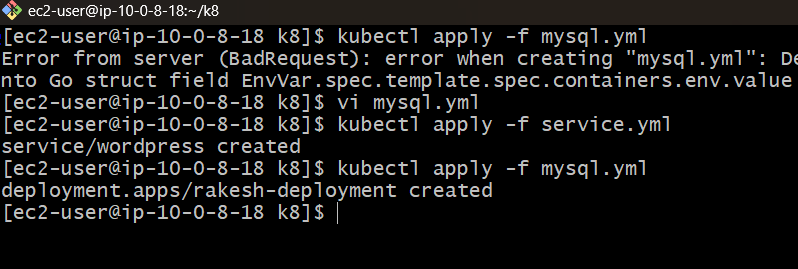 ec2-user@ip-10-0-8-18:~/k8
[ec2-user@ip-10-0-8-18 k8]$ kubectl apply -f mysql.yml
Error from server (BadRequest): error when creating "mysql.yml": De
nto Go struct field EnvVar.spec.template.spec.containers.env.value
[ec2-user@ip-10-0-8-18 k8]$ vi mysql.yml
[ec2-user@ip-10-0-8-18 k8]$ kubectl apply -f service.yml
service/wordpress created
[ec2-user@ip-10-0-8-18 k8]$ kubectl apply -f mysql.yml
deployment.apps/rakesh-deployment created
[ec2-user@ip-10-0-8-18 k8]$